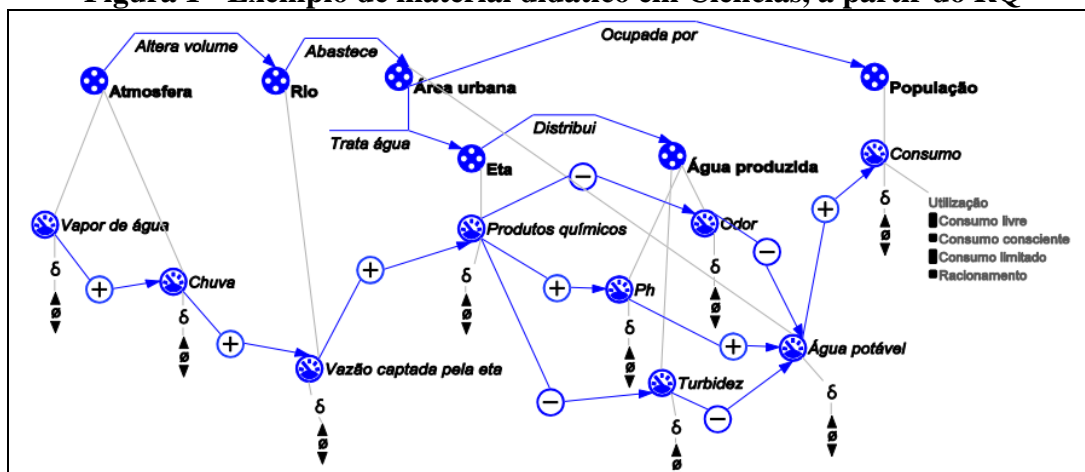 Figura 1 - Exemplo de material didático em Ciências, a partir do RQ
Altera volume
Abastece
Ocupada por
Atmosfera
Rio
Área urbana
População
Trata água
Distribui
Eta
Água produzida
Consumo
Utilização
Consumo livre
Consumo consciente
Consumo limitado
Racionamento
Vapor de água
Produtos químicos
Odor
Chuva
Ph
Vazão captada pela eta
Turbidez
Água potável
+
+
+
+
+
+
−
−
−
−
δ
δ
δ
δ
δ
δ
δ
δ
δ
ø
ø
ø
ø
ø
ø
ø
ø
ø